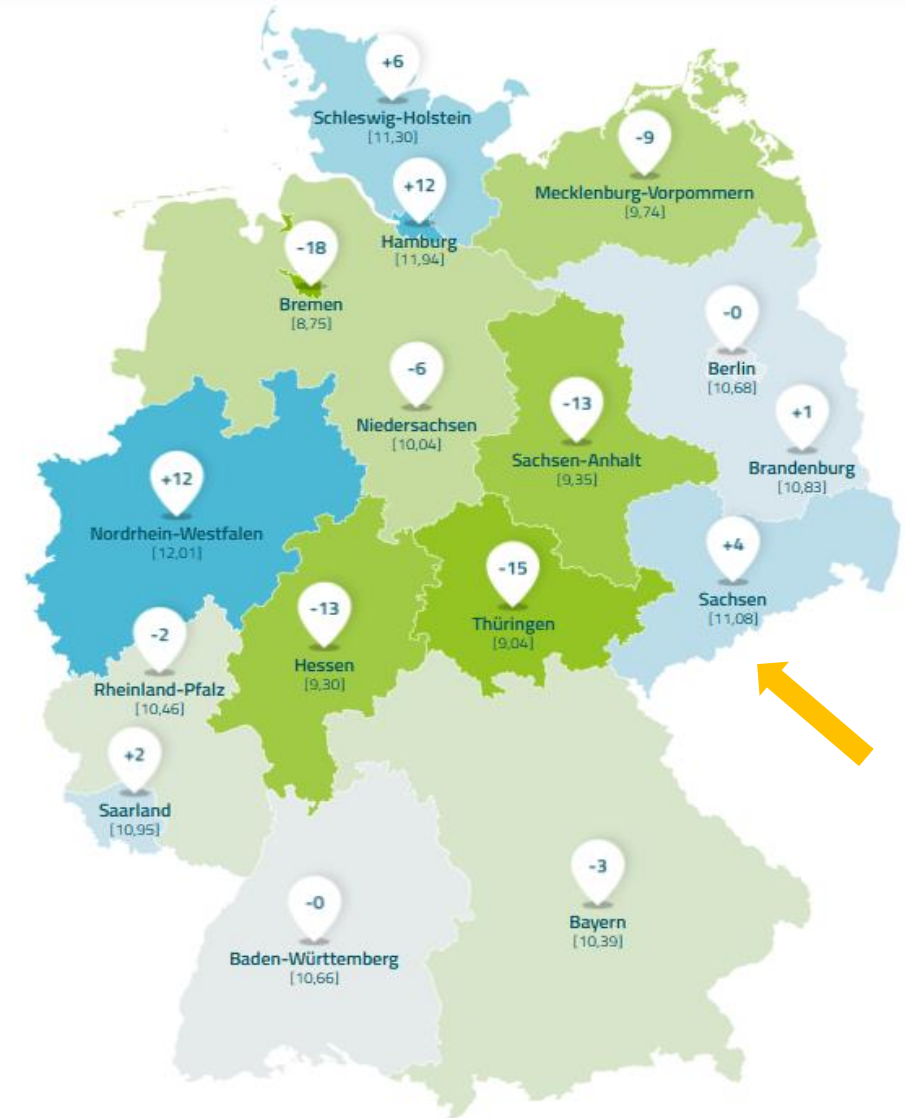 +6
Schleswig-Holstein
[11,30]
-9
Mecklenburg-Vorpommern
[9,74]
+12
Hamburg
[11,94]
-18
Bremen
[8,75]
-0
Berlin
[10,68]
-6
Niedersachsen
[10,04]
-13
Sachsen-Anhalt
[9,35]
+1
Brandenburg
[10,83]
+12
Nordrhein-Westfalen
[12,01]
+4
Sachsen
[11,08]
-15
Thüringen
[9,04]
-13
Hessen
[9,30]
-2
Rheinland-Pfalz
[10,46]
+2
Saarland
[10,95]
-3
Bayern
[10,39]
-0
Baden-Württemberg
[10,66]